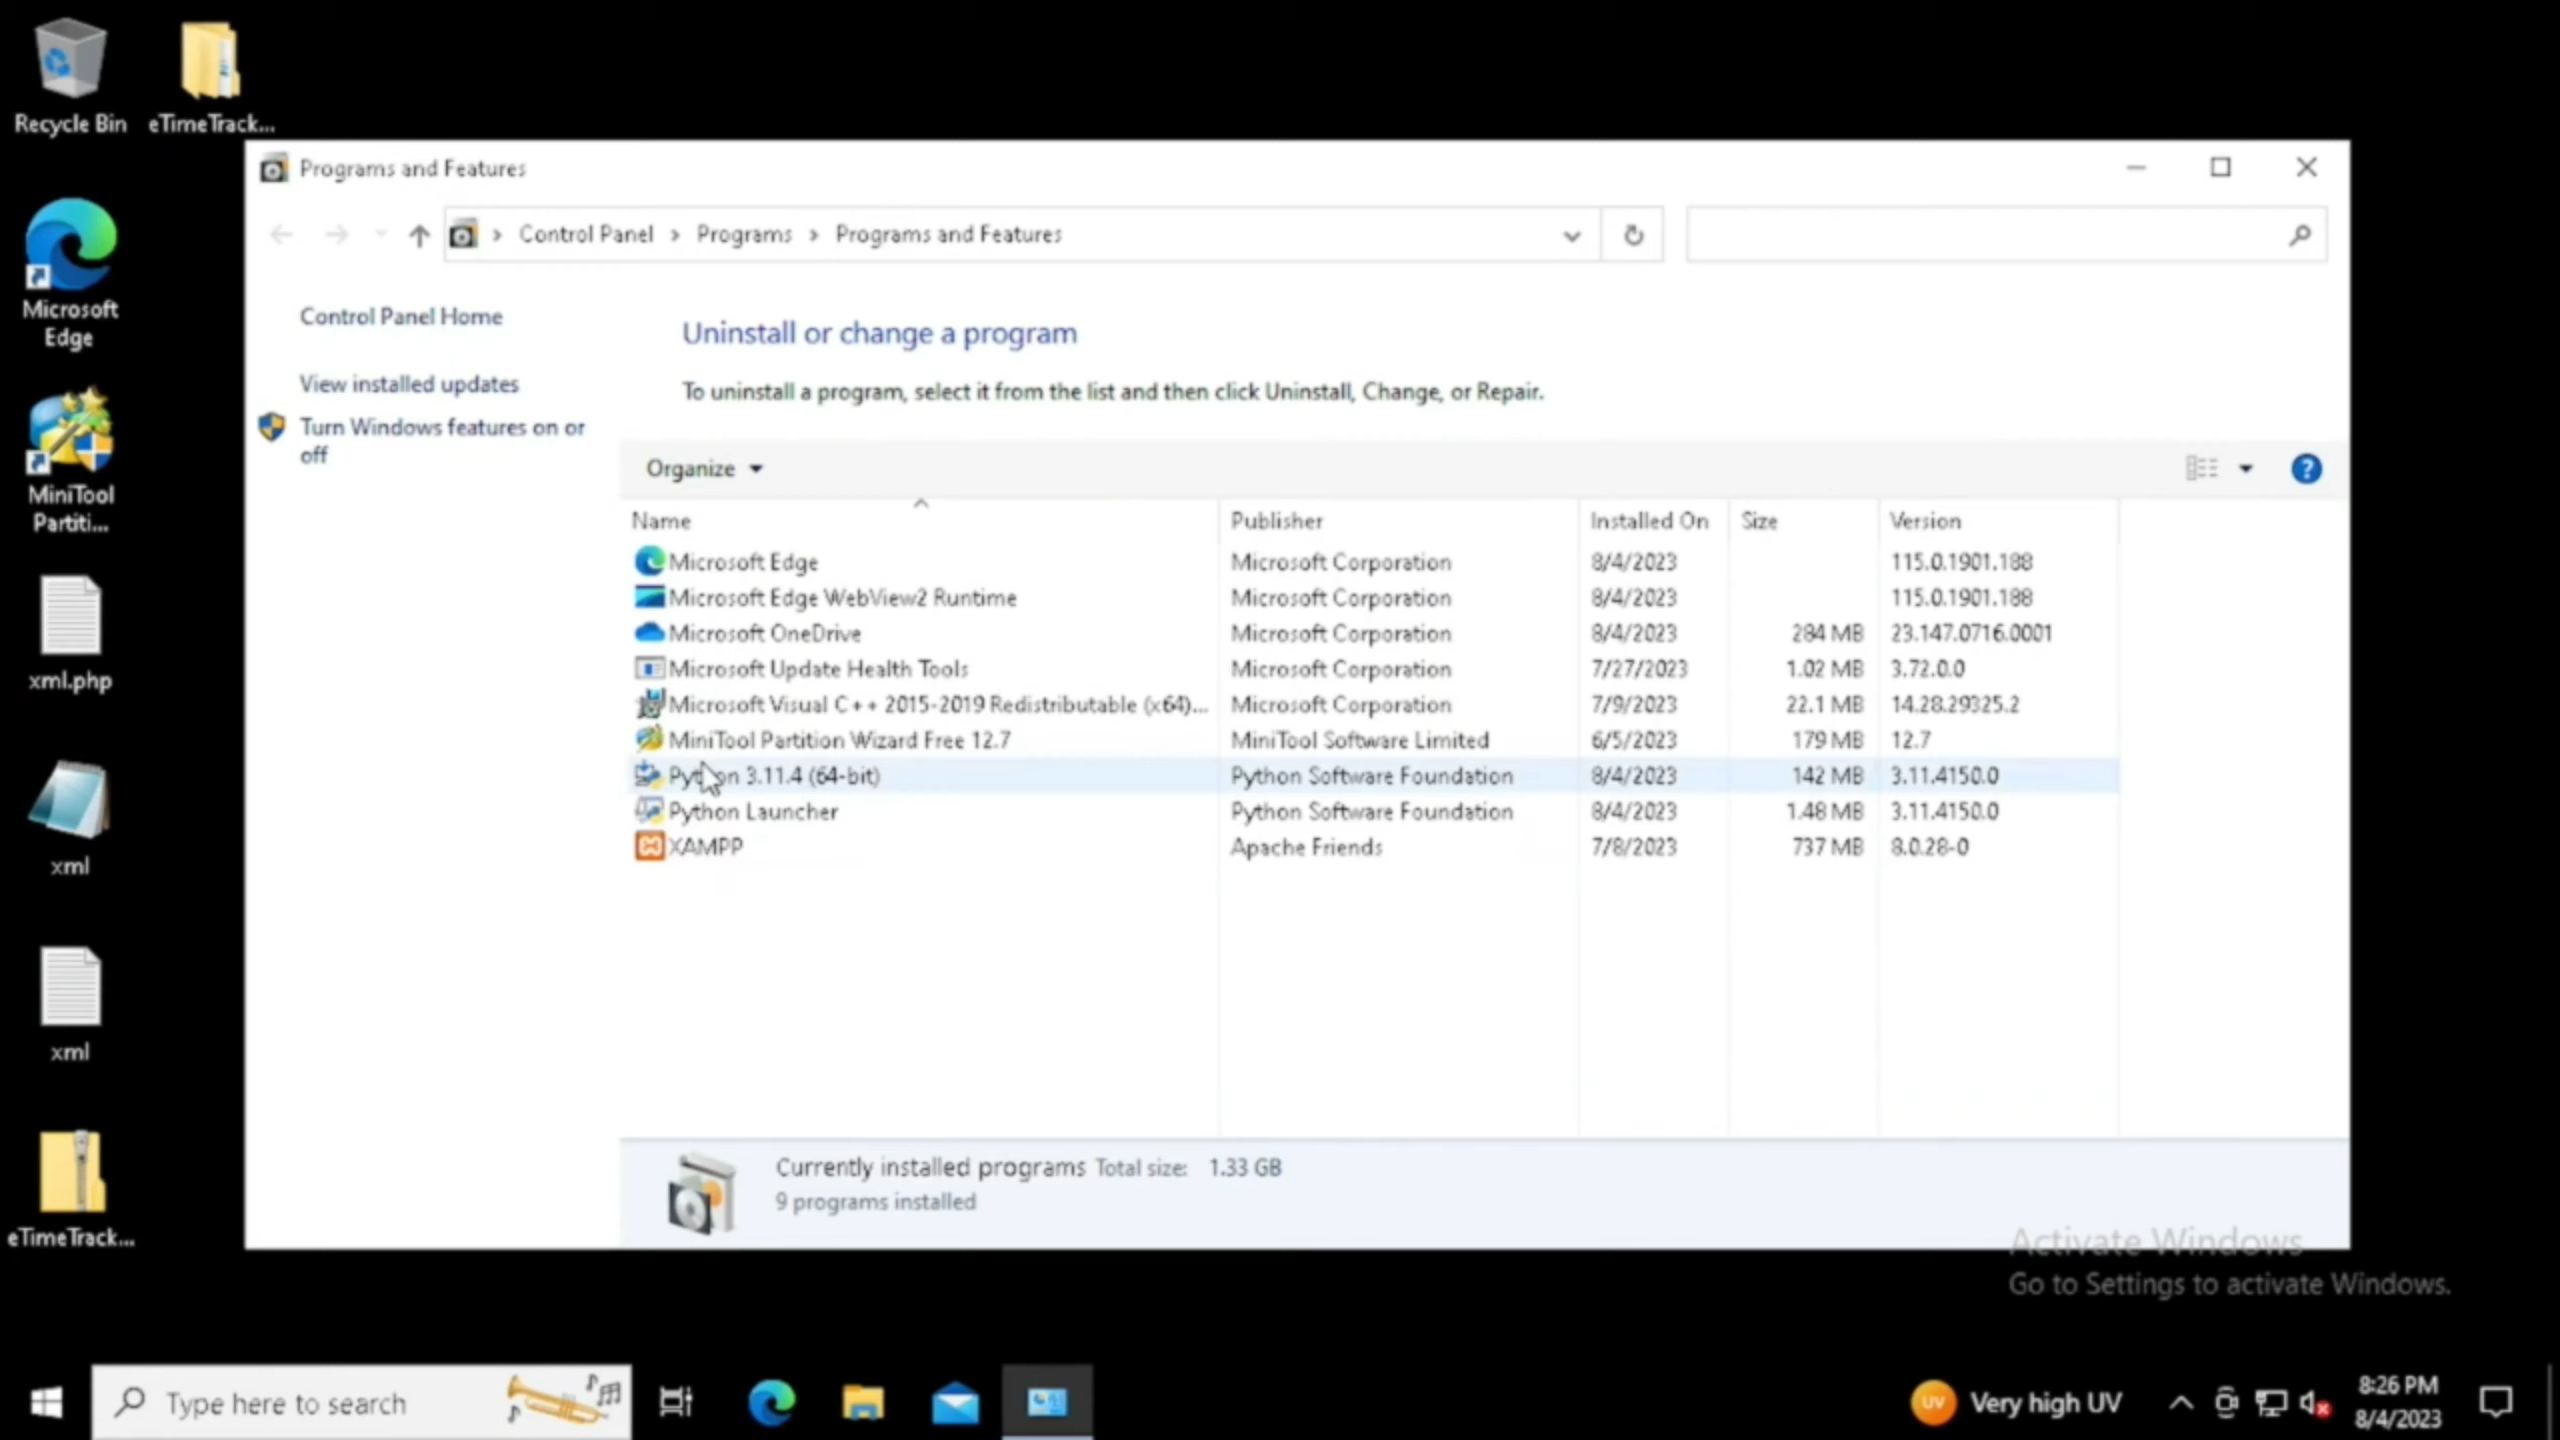 Recycle Bin
eTimeTrack...
Microsoft
Edge
MiniTool
Partiti...
xml.php
xml
xml
eTimeTrack...
Programs and Features
Control Panel > Programs > Programs and Features
Control Panel Home
View installed updates
Turn Windows features on or
off
Uninstall or change a program
To uninstall a program, select it from the list and then click Uninstall, Change, or Repair.
Organize
Name Publisher Installed On Size Version
Microsoft Edge Microsoft Corporation 8/4/2023 115.0.1901.188
Microsoft Edge WebView2 Runtime Microsoft Corporation 8/4/2023 115.0.1901.188
Microsoft OneDrive Microsoft Corporation 8/4/2023 284 MB 23.147.0716.0001
Microsoft Update Health Tools Microsoft Corporation 7/27/2023 1.02 MB 3.72.0.0
Microsoft Visual C++ 2015-2019 Redistributable (x64)... Microsoft Corporation 7/9/2023 22.1 MB 14.28.29325.2
MiniTool Partition Wizard Free 12.7 MiniTool Software Limited 6/5/2023 179 MB 12.7
Python 3.11.4 (64-bit) Python Software Foundation 8/4/2023 142 MB 3.11.4150.0
Python Launcher Python Software Foundation 8/4/2023 1.48 MB 3.11.4150.0
XAMPP Apache Friends 7/8/2023 737 MB 8.0.28-0
Currently installed programs Total size: 1.33 GB
9 programs installed
Activate Windows
Go to Settings to activate Windows.
Type here to search
UV Very high UV
8:26 PM
8/4/2023